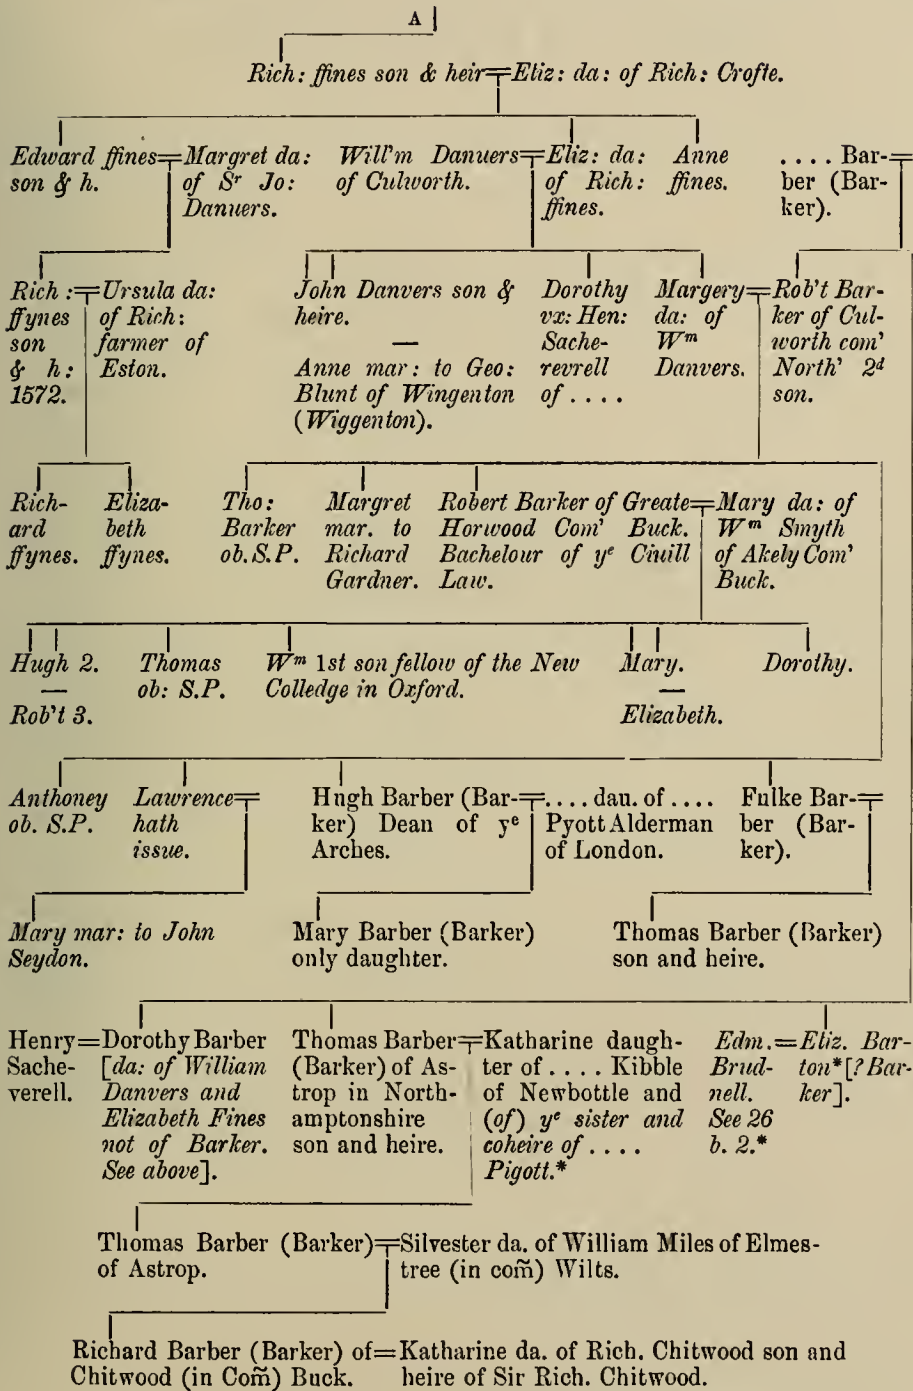 A
Rich: ffines son & heir=Eliz: da: of Rich: Crofte.
Edward ffines=Margret da: Will'm Danuers=Eliz: da: Anne .... Bar-=
son & h. of Sr Jo: of Culworth. of Rich: ffines. ber (Bar-
Danuers. ffines. ker).
Rich:=Ursula da: John Danvers son & Dorothy Margery=Rob't Bar-
ffynes of Rich: heire. vx: Hen: da: of ker of Cul-
son farmer of — Sache- Wm worth com'
& h: Eston. Anne mar: to Geo: revrell Danvers. North' 2d
1572. Blunt of Wingenton of .... son.
(Wiggenton).
Rich- Eliza- Tho: Margret Robert Barker of Greate=Mary da: of
ard beth Barker mar. to Horwood Com' Buck. Wm Smyth
ffynes. ffynes. ob. S.P. Richard Bachelour of ye Ciuill of Akely Com'
Gardner. Law. Buck.
Hugh 2. Thomas Wm 1st son fellow of the New Mary. Dorothy.
— ob: S.P. Colledge in Oxford. —
Rob't 3. Elizabeth.
Anthoney Lawrence= Hugh Barber (Bar-=.... dau. of .... Fulke Bar-=
ob. S.P. hath ker) Dean of ye Pyott Alderman ber (Bar-
issue. Arches. of London. ker).
Mary mar: to John Mary Barber (Barker) Thomas Barber (Barker)
Seydon. only daughter. son and heire.
Henry=Dorothy Barber Thomas Barber=Katharine daugh- Edm.=Eliz. Bar-
Sache- [da: of William (Barker) of As- ter of .... Kibble Brud- ton*[?Bar-
verell. Danvers and trop in North- of Newbottle and nell. ker].
Elizabeth Fines amptonshire (of) ye sister and See 26
not of Barker. son and heire. coheire of .... b. 2.*
See above]. Pigott.*
Thomas Barber (Barker)=Silvester da. of William Miles of Elmes-
of Astrop. tree (in com̃) Wilts.
Richard Barber (Barker) of=Katharine da. of Rich. Chitwood son and
Chitwood (in Com̃) Buck. heire of Sir Rich. Chitwood.